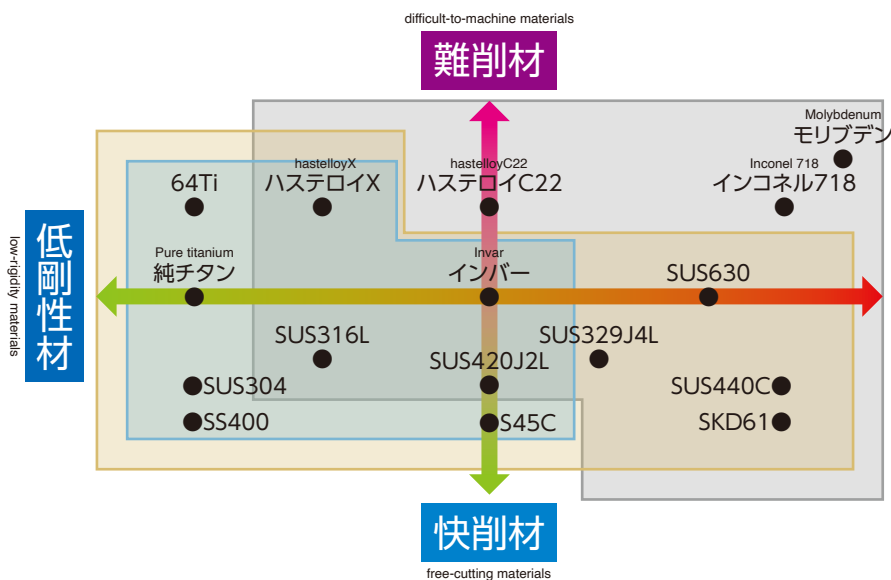 difficult-to-machine materials
難削材
Molybdenum
モリブデン
hastelloyX
hastelloyC22
Inconel 718
64Ti
ハステロイX
ハステロイC22
インコネル718
低剛性材
low-rigidity materials
Pure titanium
Invar
純チタン
インバー
SUS630
SUS316L
SUS329J4L
SUS420J2L
SUS304
SUS440C
SS400
S45C
SKD61
快削材
free-cutting materials